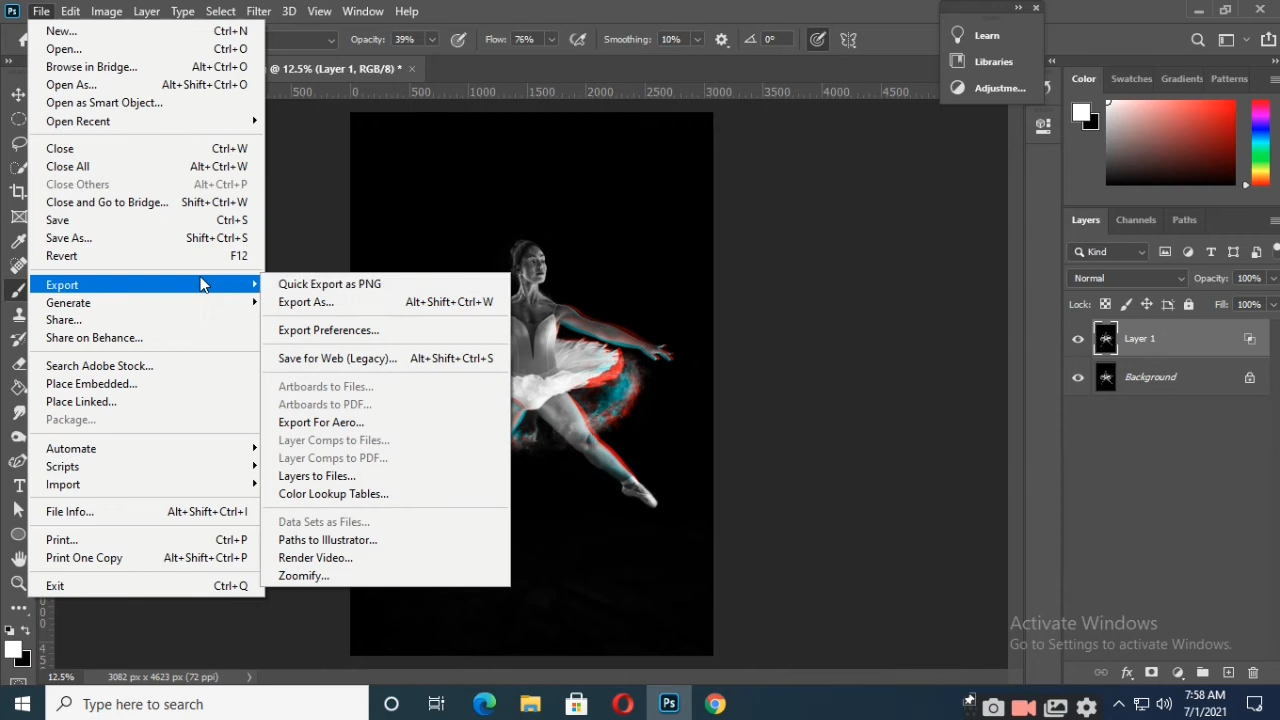 Ps File Edit Image Layer Type Select Filter 3D View Window Help
Opacity: 39% Flow: 76% Smoothing: 10% 0°
@ 12.5% (Layer 1, RGB/8) *
500 1000 1500 2000 2500 3000 3500 4000 4500
New... Ctrl+N
Open... Ctrl+O
Browse in Bridge... Alt+Ctrl+O
Open As... Alt+Shift+Ctrl+O
Open as Smart Object...
Open Recent
Close Ctrl+W
Close All Alt+Ctrl+W
Close Others Alt+Ctrl+P
Close and Go to Bridge... Shift+Ctrl+W
Save Ctrl+S
Save As... Shift+Ctrl+S
Revert F12
Export
Generate
Share...
Share on Behance...
Search Adobe Stock...
Place Embedded...
Place Linked...
Package...
Automate
Scripts
Import
File Info... Alt+Shift+Ctrl+I
Print... Ctrl+P
Print One Copy Alt+Shift+Ctrl+P
Exit Ctrl+Q
Quick Export as PNG
Export As... Alt+Shift+Ctrl+W
Export Preferences...
Save for Web (Legacy)... Alt+Shift+Ctrl+S
Artboards to Files...
Artboards to PDF...
Export For Aero...
Layer Comps to Files...
Layer Comps to PDF...
Layers to Files...
Color Lookup Tables...
Data Sets as Files...
Paths to Illustrator...
Render Video...
Zoomify...
Learn
Libraries
Adjustme...
Color Swatches Gradients Patterns
Layers Channels Paths
Kind
Normal Opacity: 100%
Lock: Fill: 100%
Layer 1
Background
Activate Windows
Go to Settings to activate Windows.
0
0
4
5
12.5% 3082 px x 4623 px (72 ppi)
Type here to search
Ps
7:58 AM
7/1/2021